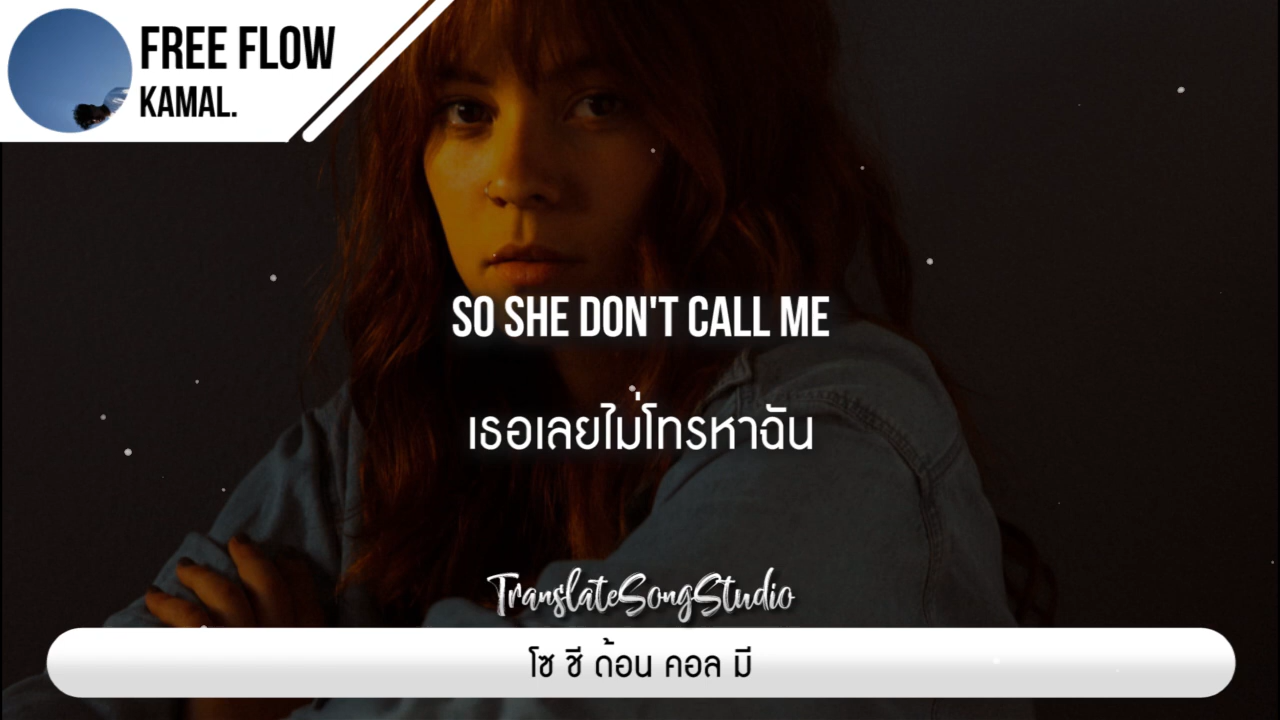 FREE FLOW
KAMAL.
SO SHE DON'T CALL ME
เธอเลยไม่โทรหาฉัน
TranslateSongStudio
โซ ชี ด้อน คอล มี